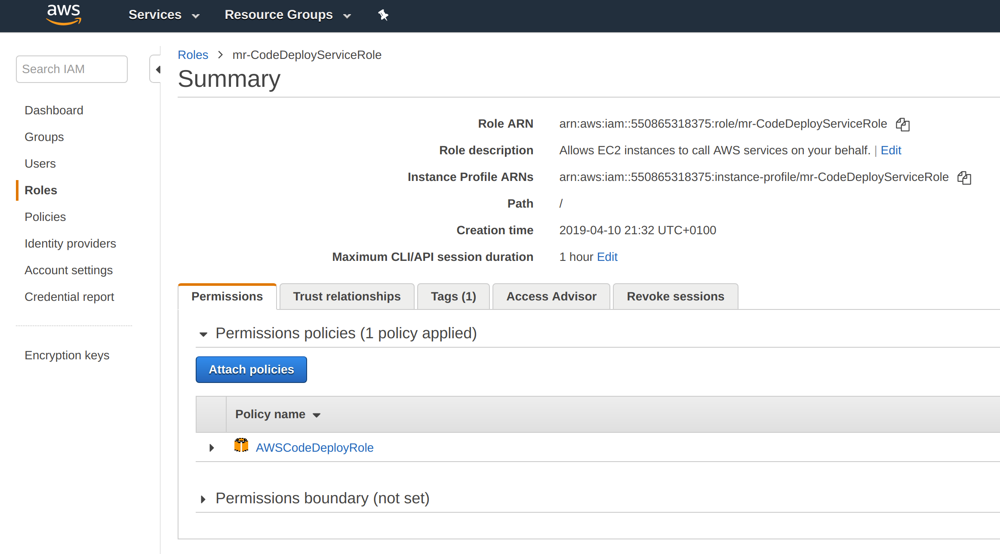 aws
Services
Resource Groups
Search IAM
Dashboard
Groups
Users
Roles
Policies
Identity providers
Account settings
Credential report
Encryption keys
Roles > mr-CodeDeployServiceRole
Summary
Role ARN arn:aws:iam::550865318375:role/mr-CodeDeployServiceRole
Role description Allows EC2 instances to call AWS services on your behalf. | Edit
Instance Profile ARNs arn:aws:iam::550865318375:instance-profile/mr-CodeDeployServiceRole
Path /
Creation time 2019-04-10 21:32 UTC+0100
Maximum CLI/API session duration 1 hour Edit
Permissions Trust relationships Tags (1) Access Advisor Revoke sessions
Permissions policies (1 policy applied)
Attach policies
Policy name
AWSCodeDeployRole
Permissions boundary (not set)